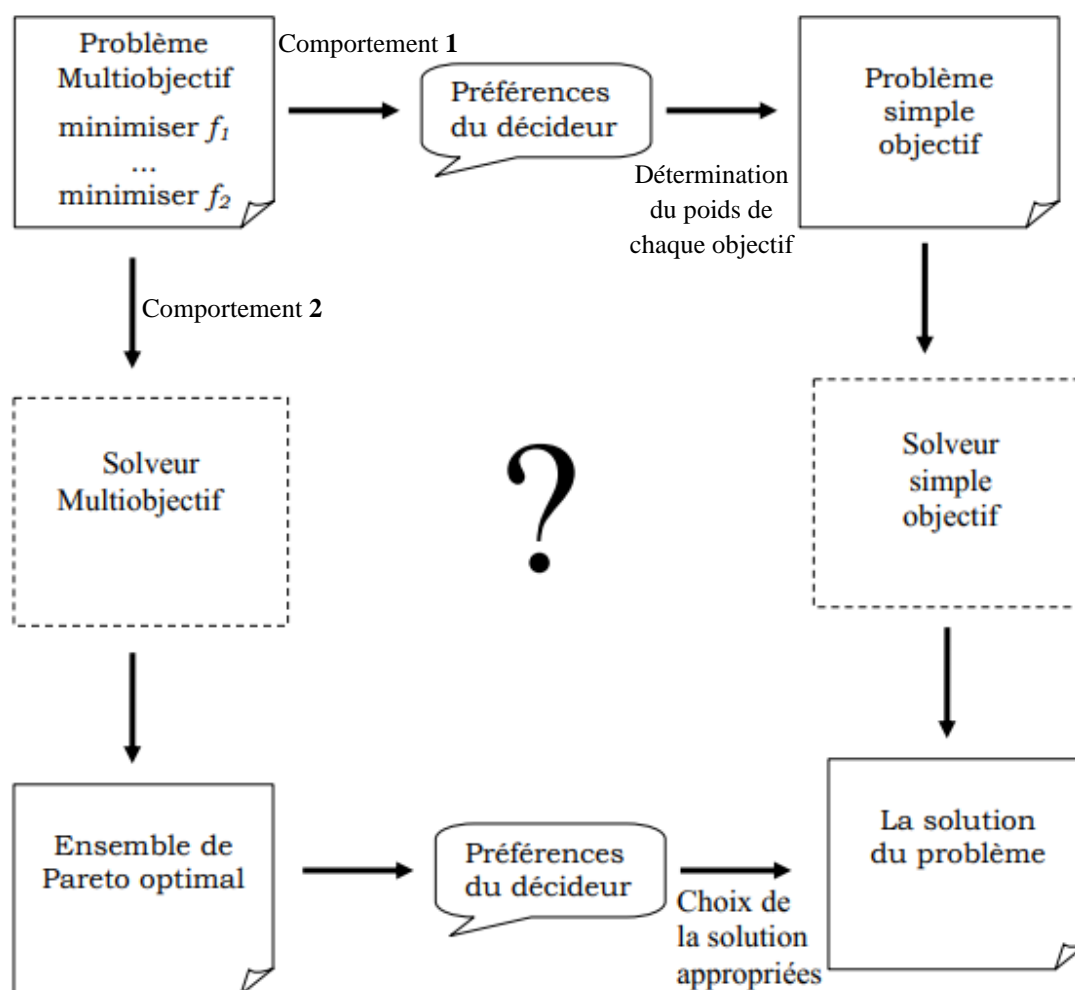 Problème
Multiobjectif
minimiser f₁
...
minimiser f₂
Comportement 1
Préférences
du décideur
Détermination
du poids de
chaque objectif
Problème
simple
objectif
Comportement 2
Solveur
Multiobjectif
?
Solveur
simple
objectif
Ensemble de
Pareto optimal
Préférences
du décideur
Choix de
la solution
appropriées
La solution
du problème